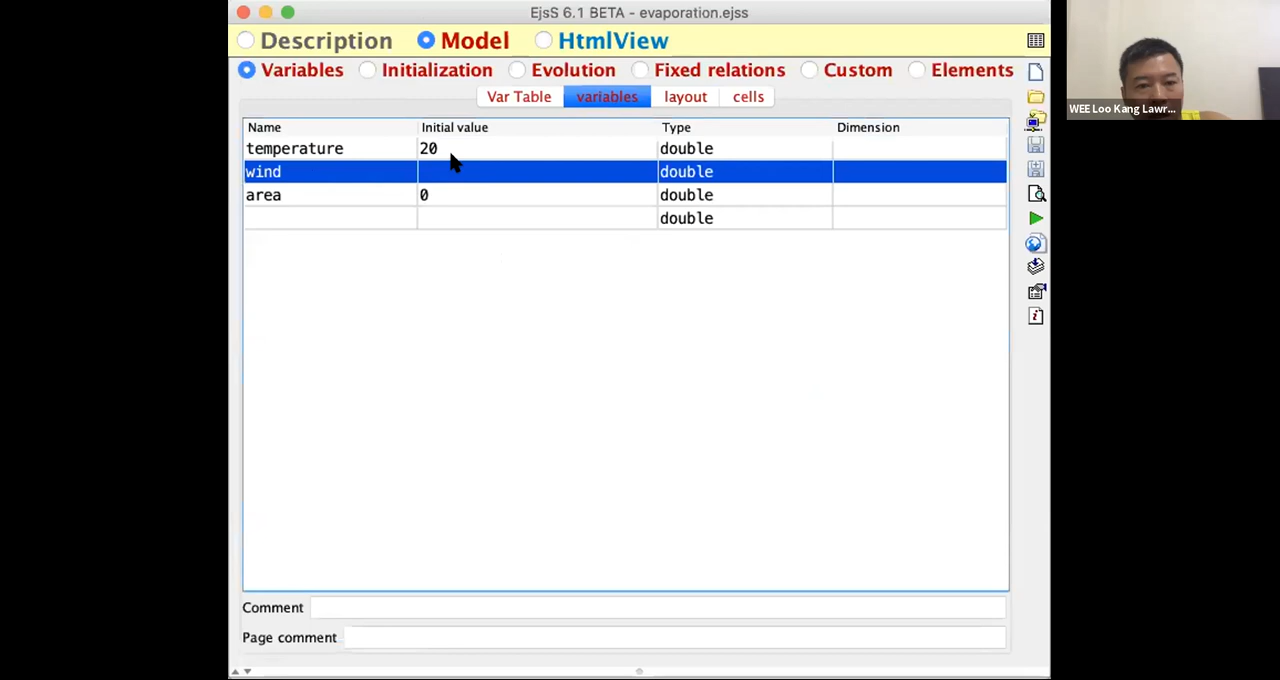 EjsS 6.1 BETA - evaporation.ejss
Description Model HtmlView
Variables Initialization Evolution Fixed relations Custom Elements
Var Table variables layout cells
Name Initial value Type Dimension
temperature 20 double
wind double
area 0 double
double
Comment
Page comment
WEE Loo Kang Lawr...